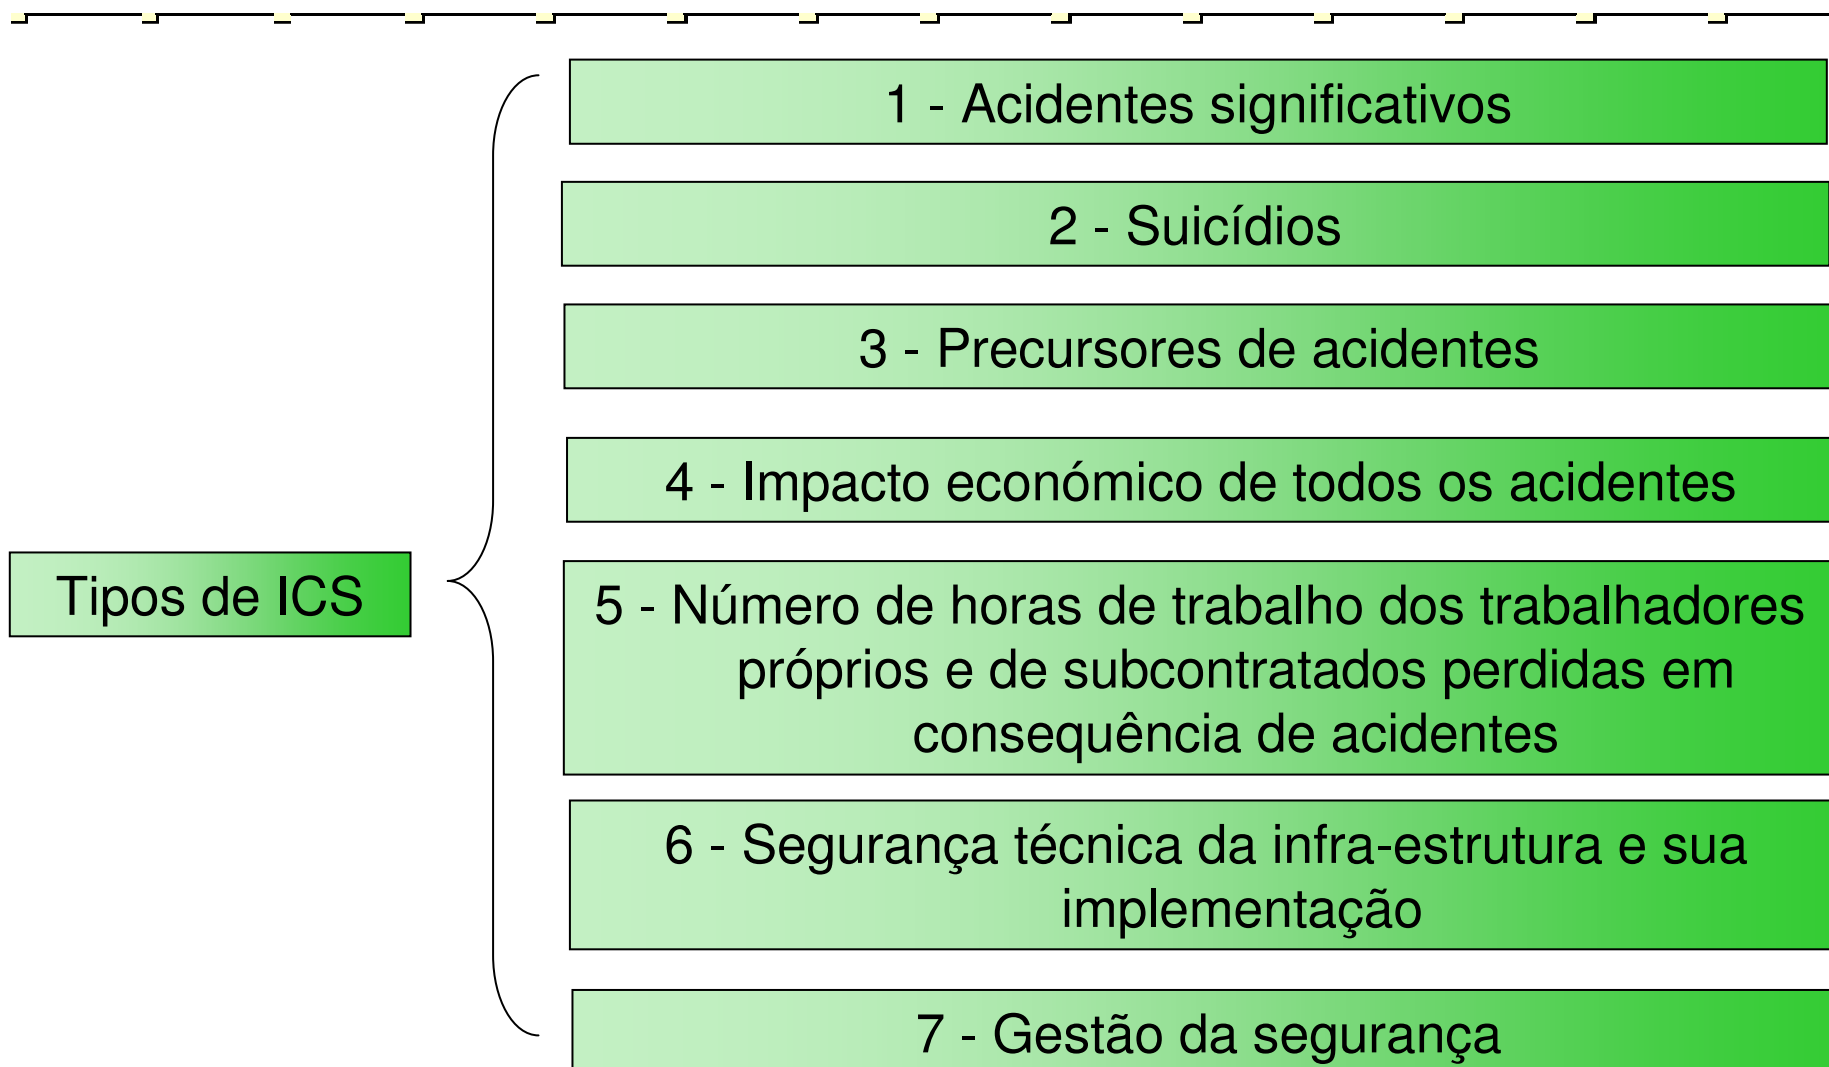 1 - Acidentes significativos
2 - Suicídios
3 - Precursores de acidentes
4 - Impacto económico de todos os acidentes
Tipos de ICS
5 - Número de horas de trabalho dos trabalhadores
próprios e de subcontratados perdidas em
consequência de acidentes
6 - Segurança técnica da infra-estrutura e sua
implementação
7 - Gestão da segurança